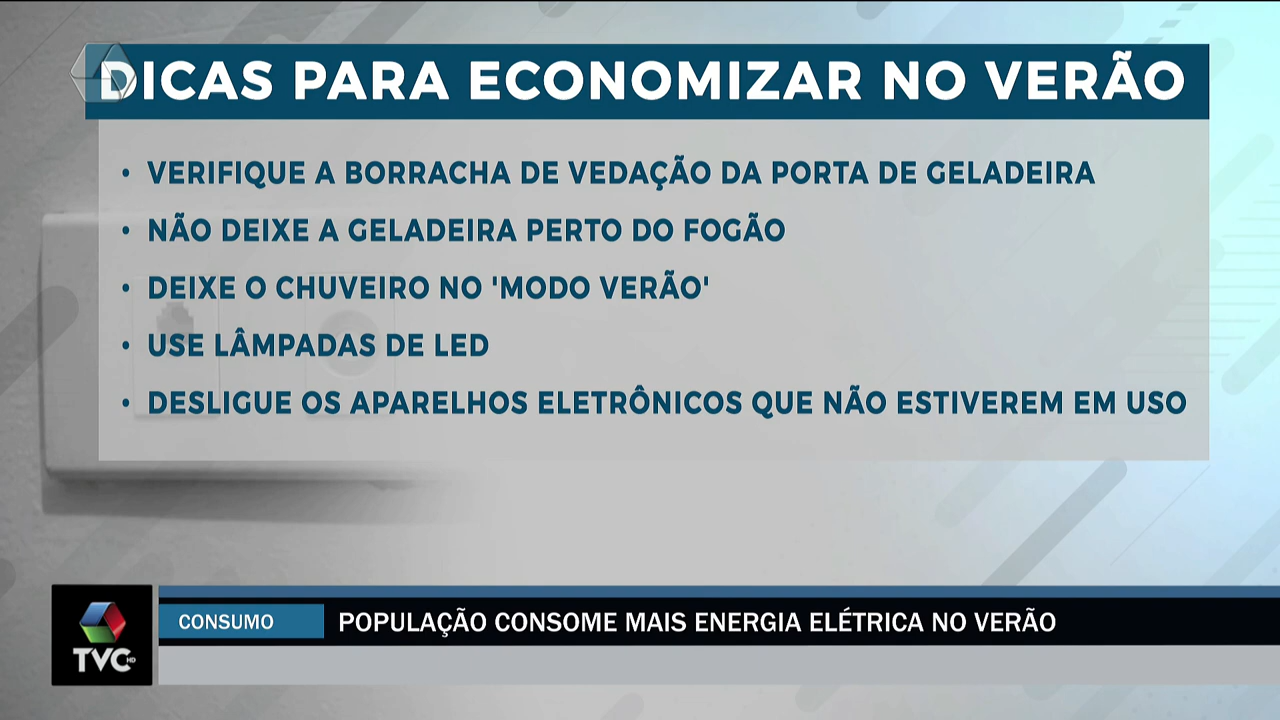 DICAS PARA ECONOMIZAR NO VERÃO
• VERIFIQUE A BORRACHA DE VEDAÇÃO DA PORTA DE GELADEIRA
• NÃO DEIXE A GELADEIRA PERTO DO FOGÃO
• DEIXE O CHUVEIRO NO 'MODO VERÃO'
• USE LÂMPADAS DE LED
• DESLIGUE OS APARELHOS ELETRÔNICOS QUE NÃO ESTIVEREM EM USO
CONSUMO POPULAÇÃO CONSOME MAIS ENERGIA ELÉTRICA NO VERÃO
TVC HD